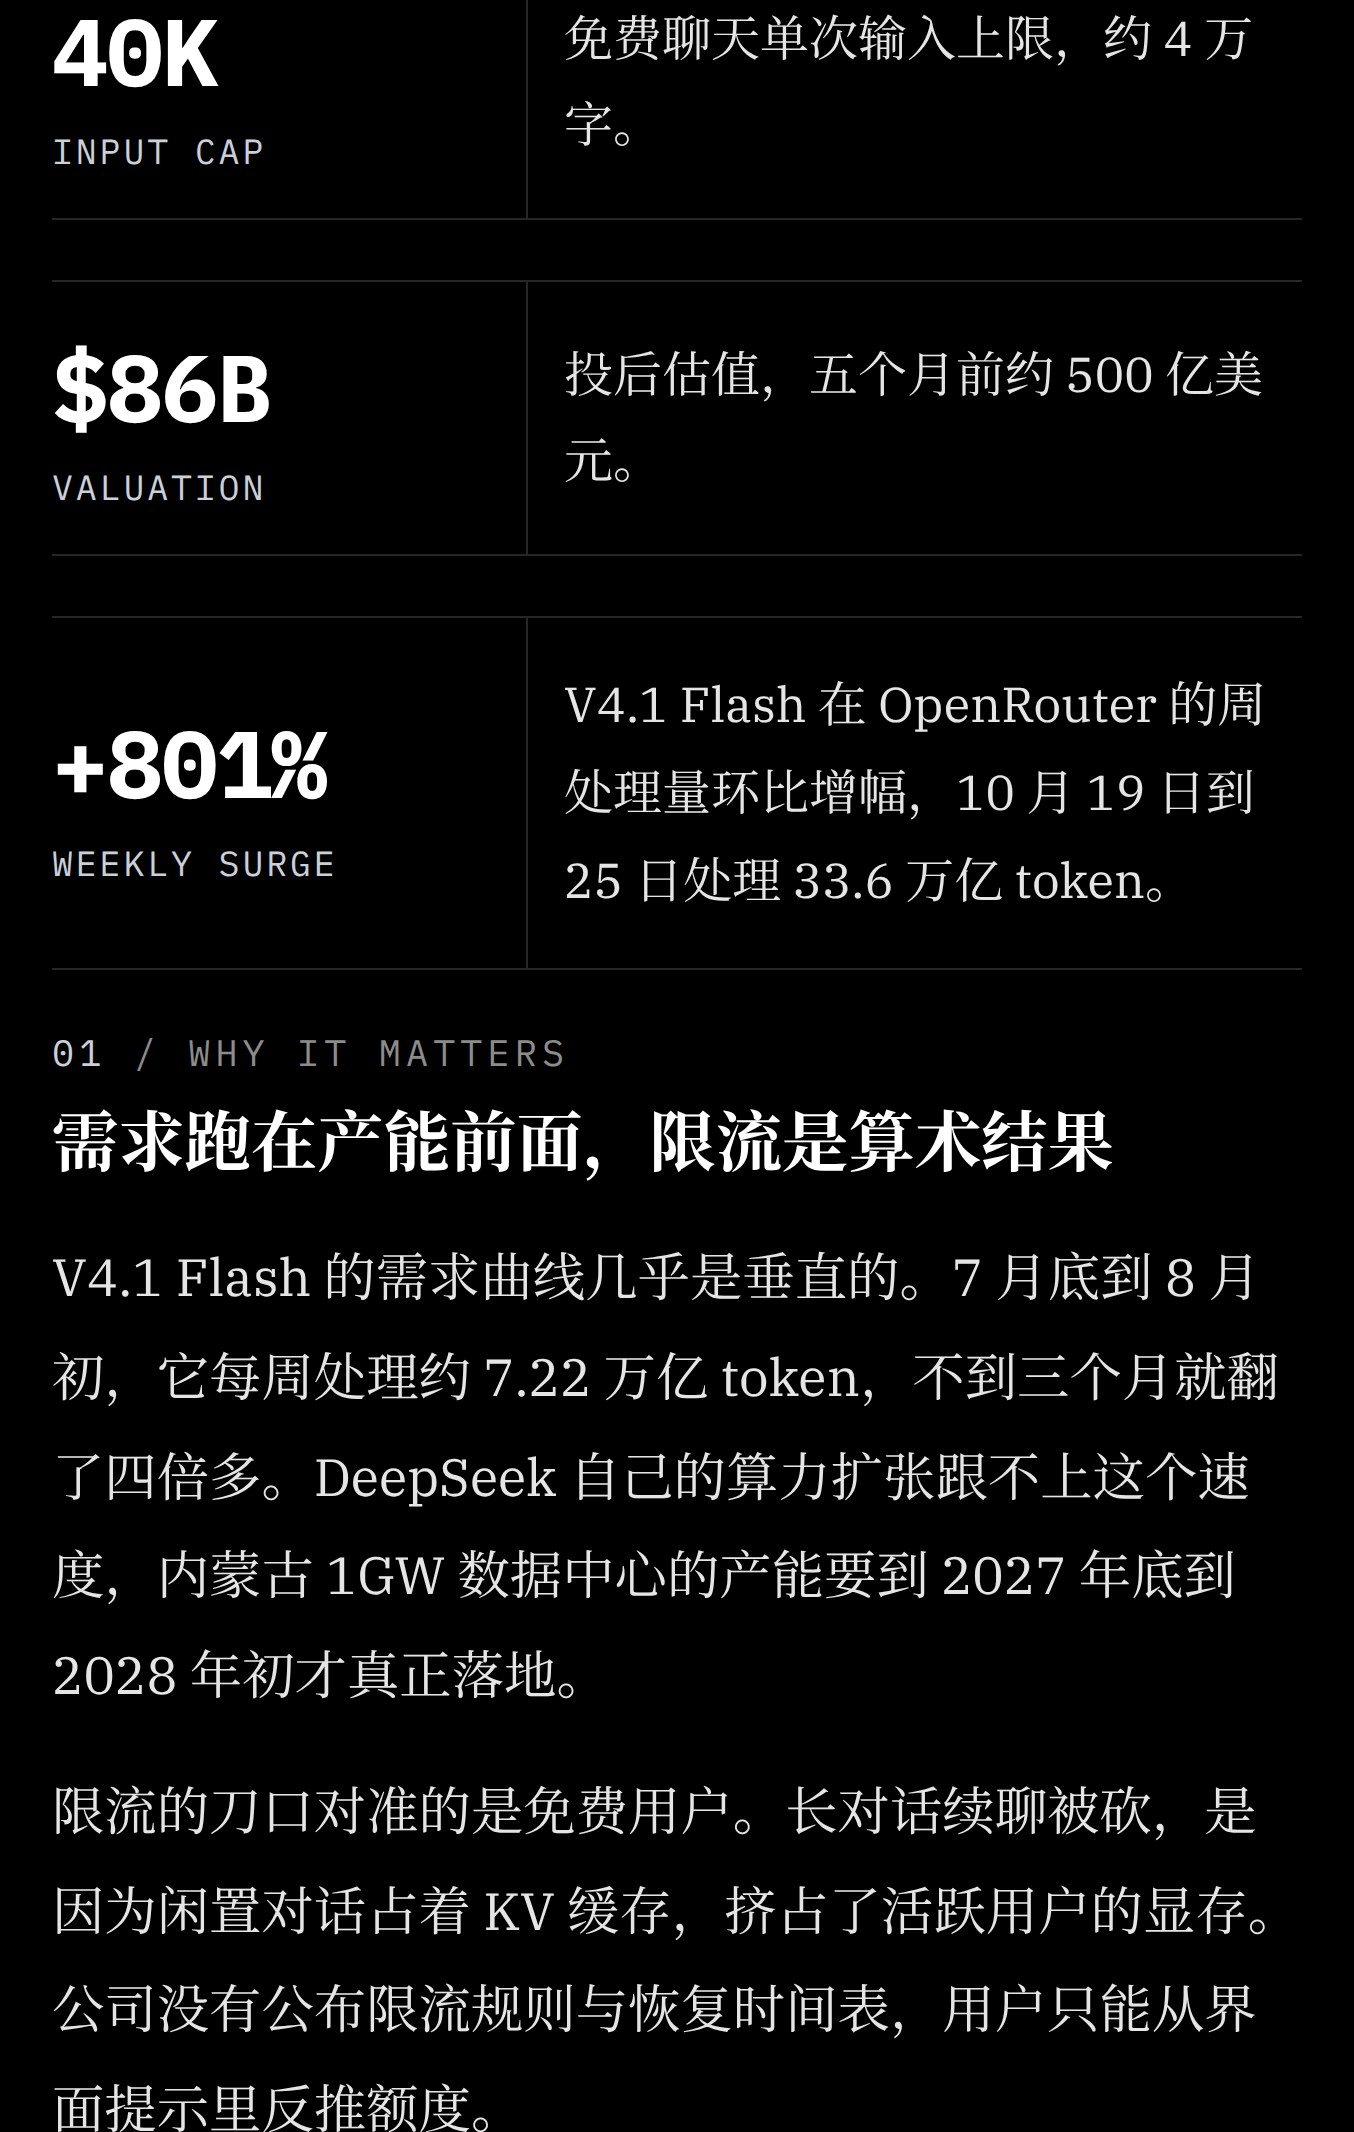 40K
INPUT CAP
免费聊天单次输入上限，约 4 万
字。
$86B
VALUATION
投后估值，五个月前约 500 亿美
元。
+801%
WEEKLY SURGE
V4.1 Flash 在 OpenRouter 的周
处理量环比增幅，10 月 19 日到
25 日处理 33.6 万亿 token。
01 / WHY IT MATTERS
需求跑在产能前面，限流是算术结果
V4.1 Flash 的需求曲线几乎是垂直的。7 月底到 8 月
初，它每周处理约 7.22 万亿 token，不到三个月就翻
了四倍多。DeepSeek 自己的算力扩张跟不上这个速
度，内蒙古 1GW 数据中心的产能要到 2027 年底到
2028 年初才真正落地。
限流的刀口对准的是免费用户。长对话续聊被砍，是
因为闲置对话占着 KV 缓存，挤占了活跃用户的显存。
公司没有公布限流规则与恢复时间表，用户只能从界
面提示里反推额度。